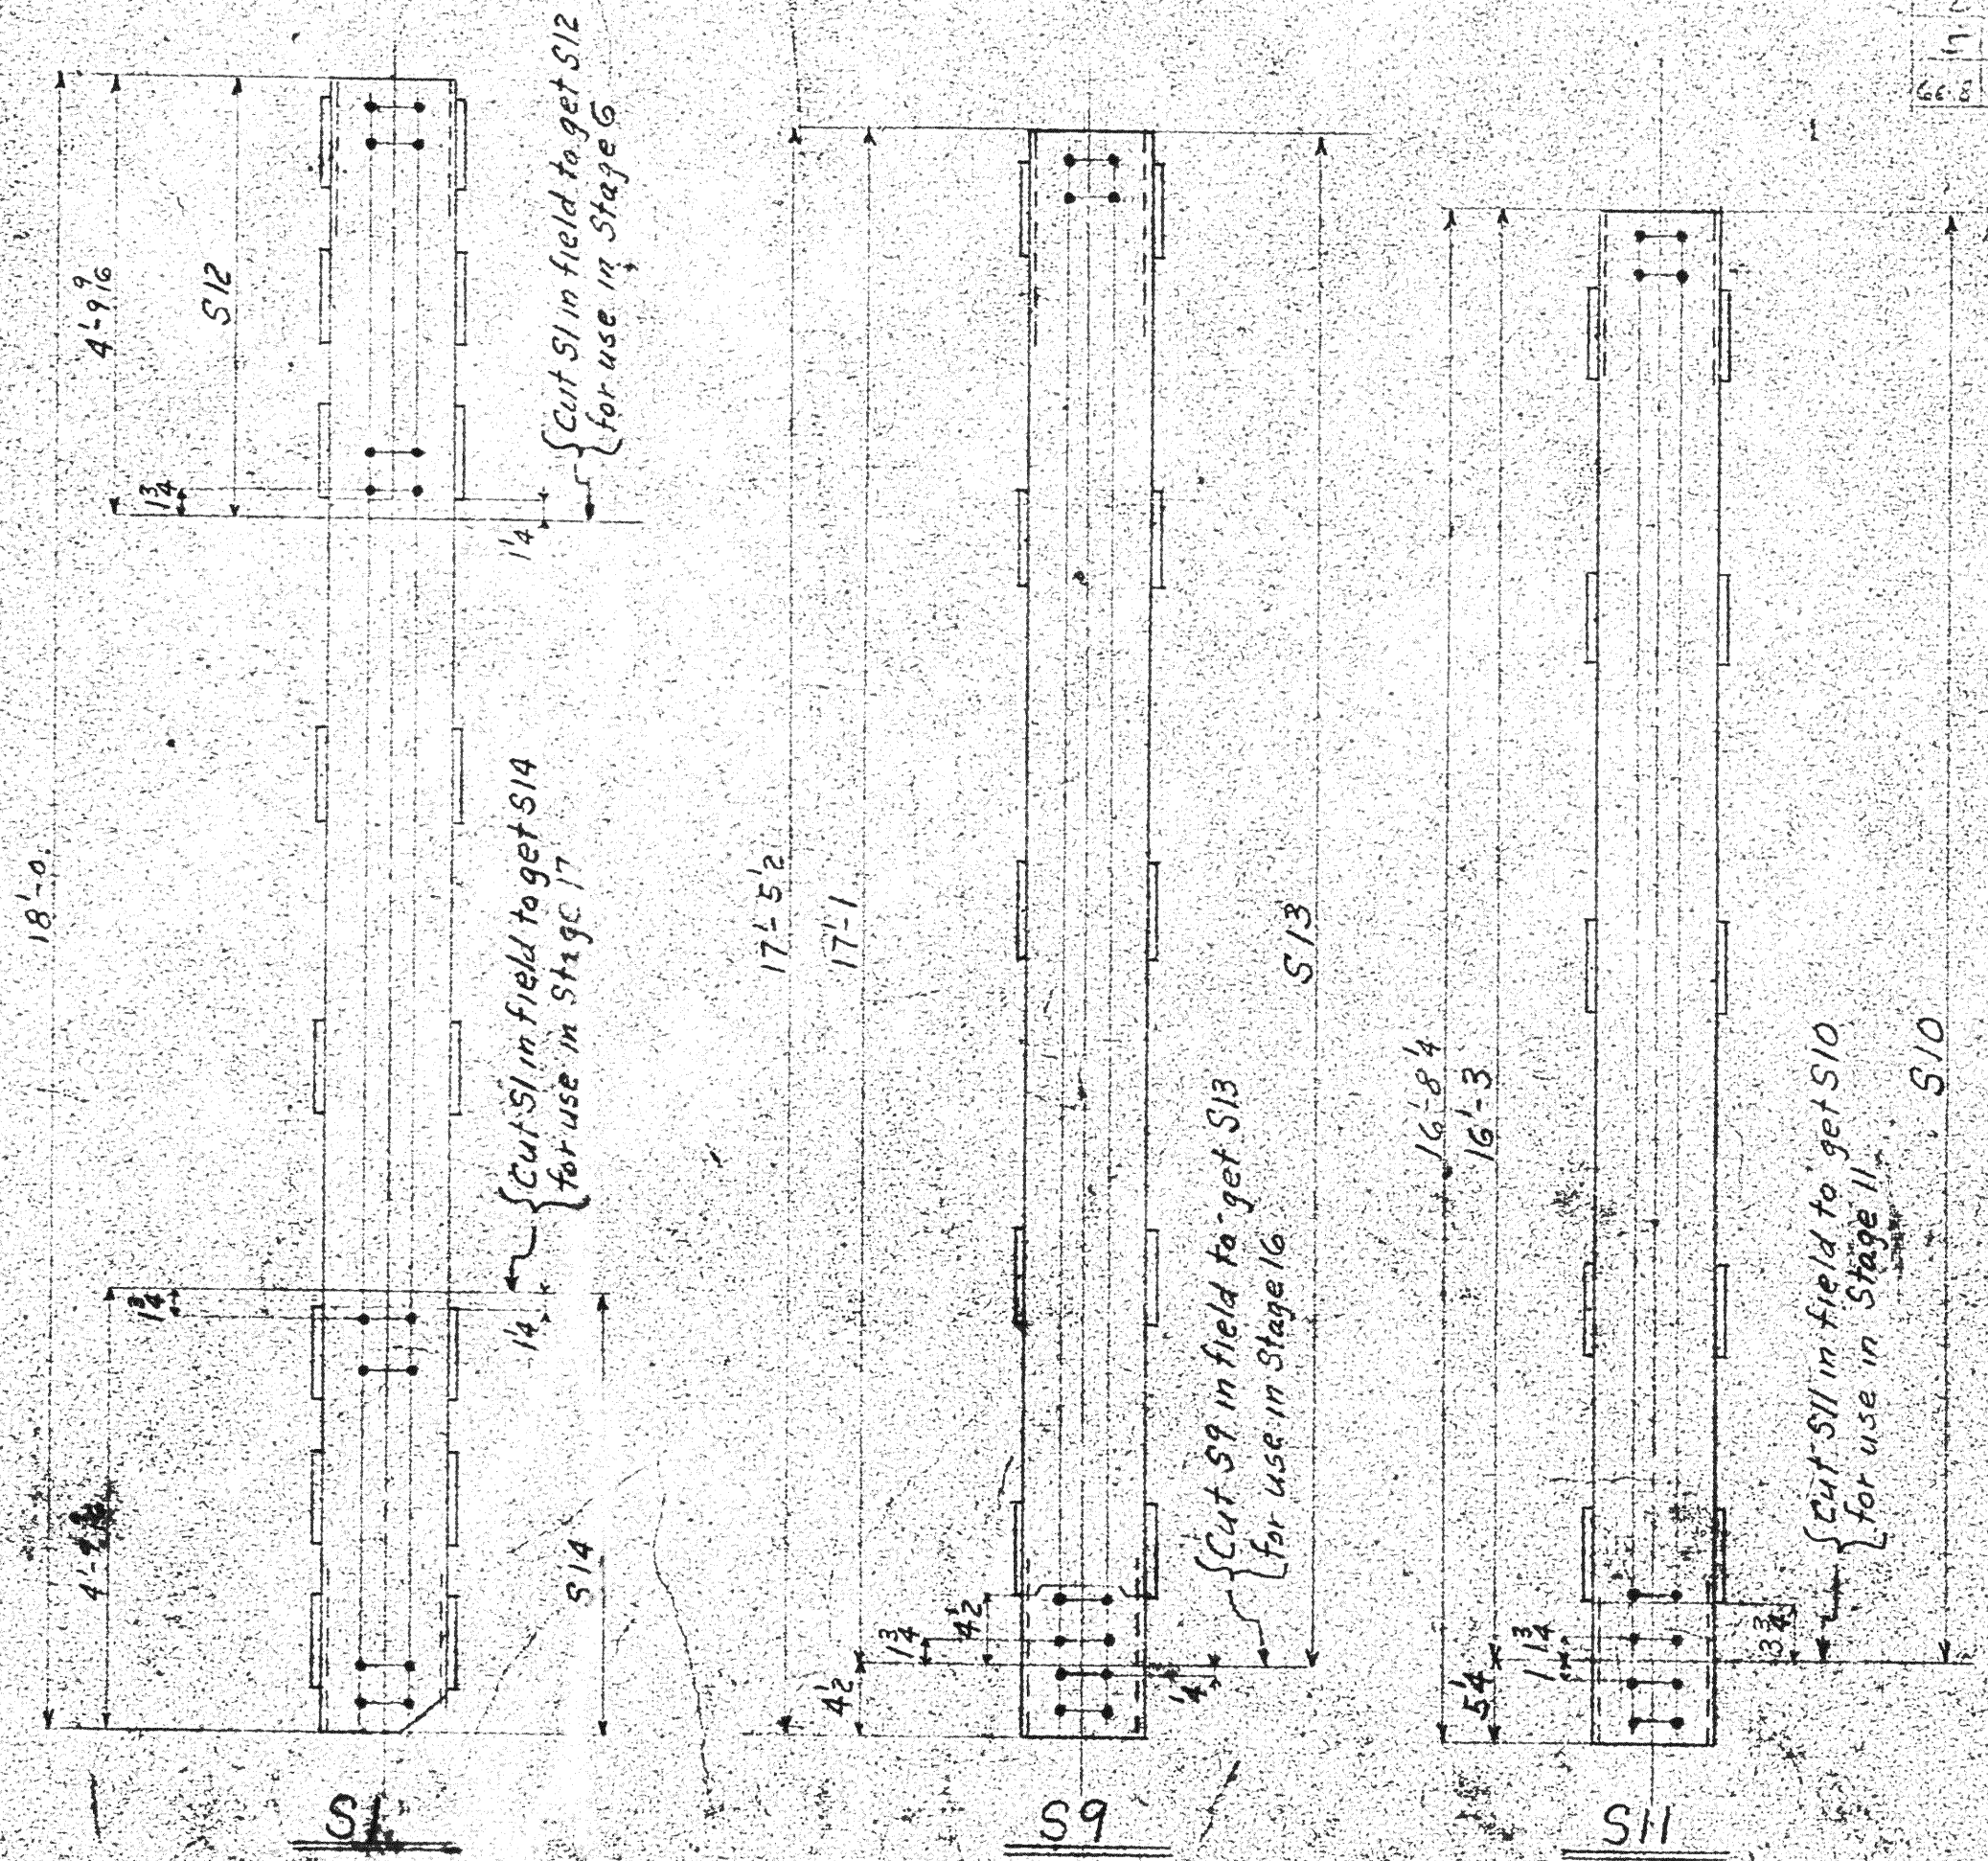 18'-0
4'-9 9/16
S12
1 3/4
1 1/4
Cut S1 in field to get S12
for use in Stage 6
Cut S1 in field to get S14
for use in Stage 17
1 3/4
1 1/4
4'-9
S14
S1
17'-5 1/2
17'-1
S13
Cut S9 in field to get S13
for use in Stage 16
1 3/4
4 1/2
4 1/2
1/4
S9
16'-8 1/4
16'-3
S10
Cut S11 in field to get S10
for use in Stage 11
1 3/4
5 1/4
3 3/4
S11